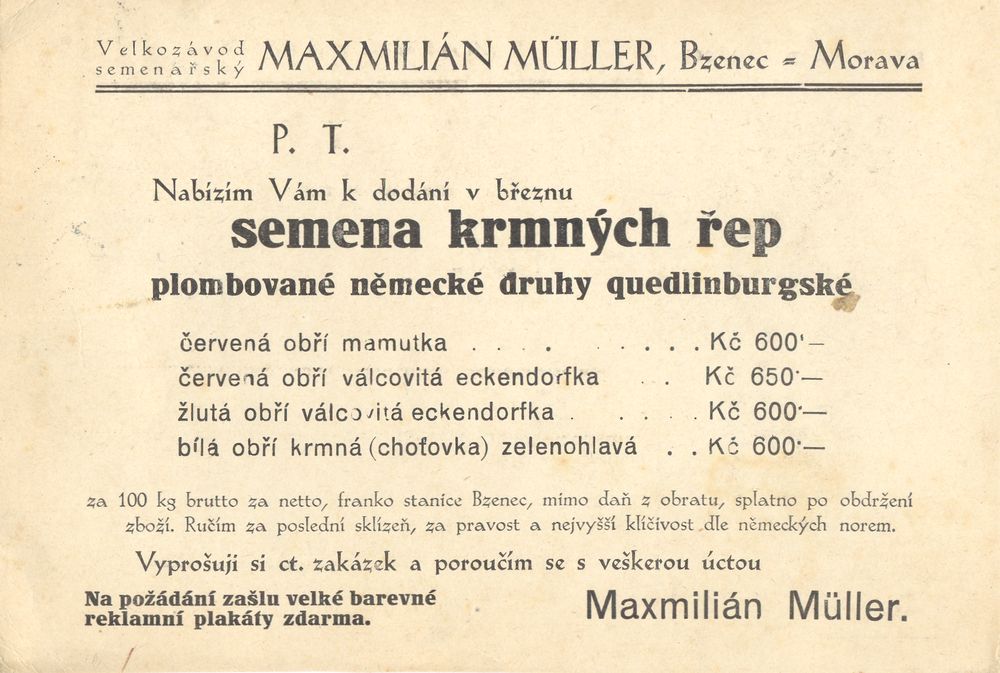 Velkozávod
semenářský
MAXMILIÁN MÜLLER, Bzenec = Morava
P. T.
Nabízím Vám k dodání v březnu
semena krmných řep
plombované německé druhy quedlinburgské
červená obří mamutka . . . . . . . . . Kč 600·—
červená obří válcovitá eckendorfka . . . Kč 650·—
žlutá obří válcovitá eckendorfka . . . . . Kč 600·—
bílá obří krmná (choťovka) zelenohlavá . . Kč 600·—
za 100 kg brutto za netto, franko stanice Bzenec, mimo daň z obratu, splatno po obdržení
zboží. Ručím za poslední sklizeň, za pravost a nejvyšší klíčivost dle německých norem.
Vyprošuji si ct. zakázek a poroučím se s veškerou úctou
Na požádání zašlu velké barevné
reklamní plakáty zdarma.
Maxmilián Müller.